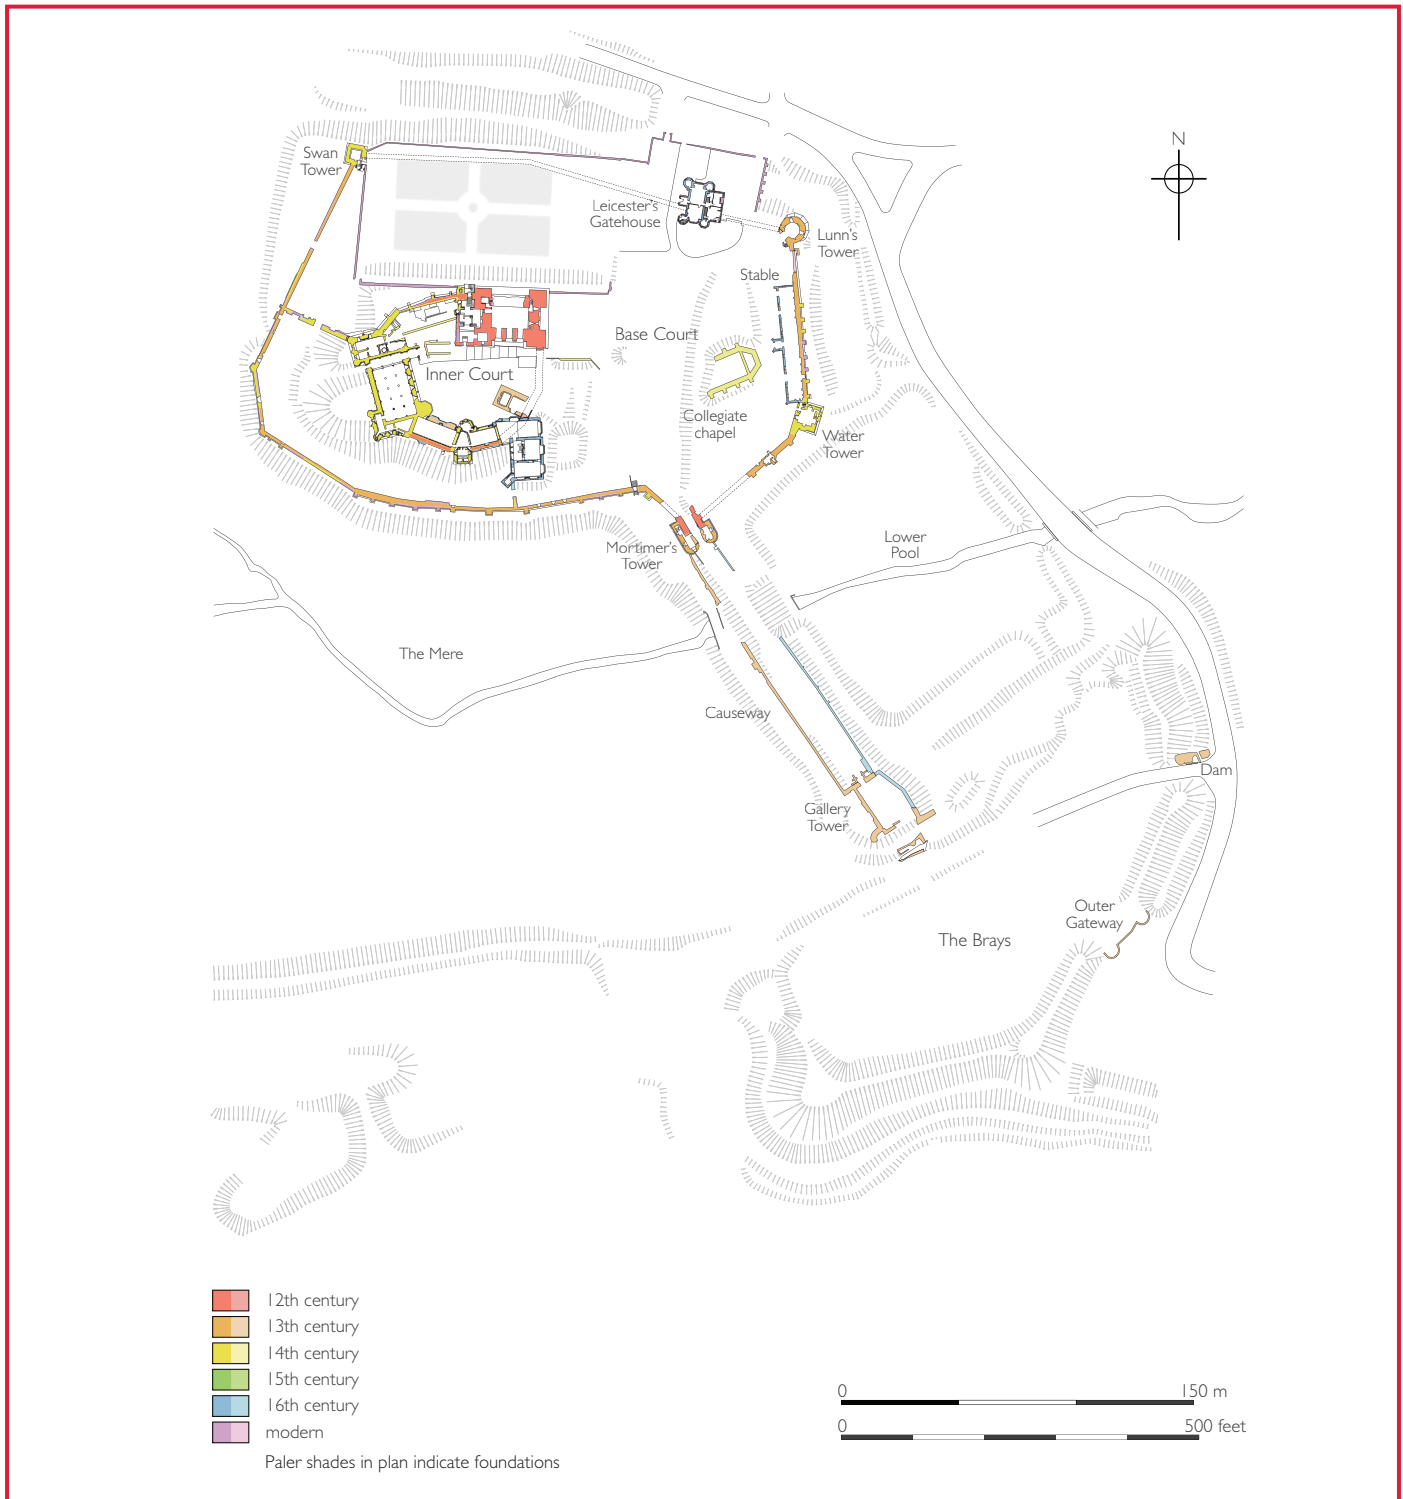 N
Swan
Tower
Leicester's
Gatehouse
Lunn's
Tower
Stable
Base Court
Inner Court
Collegiate
chapel
Water
Tower
Lower
Pool
Mortimer's
Tower
The Mere
Causeway
Dam
Gallery
Tower
Outer
Gateway
The Brays
12th century
13th century
14th century
15th century
16th century
modern
Paler shades in plan indicate foundations
0 150 m
0 500 feet